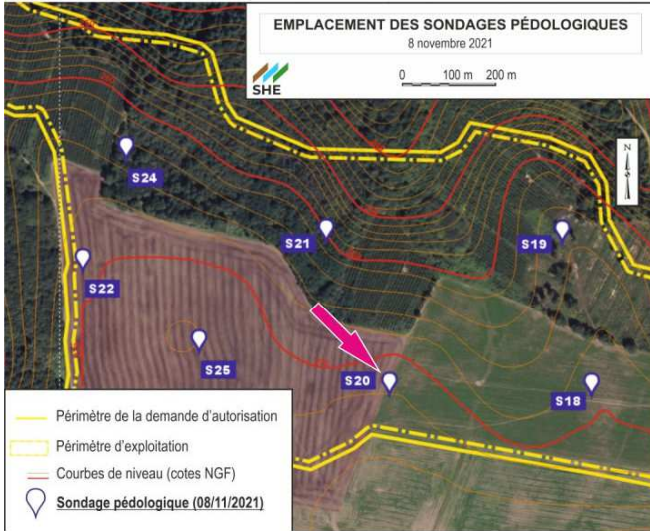 EMPLACEMENT DES SONDAGES PÉDOLOGIQUES
8 novembre 2021
SHE
0 100 m 200 m
N
S24
S21
S19
S22
S25
S20
S18
Périmètre de la demande d'autorisation
Périmètre d'exploitation
Courbes de niveau (cotes NGF)
Sondage pédologique (08/11/2021)